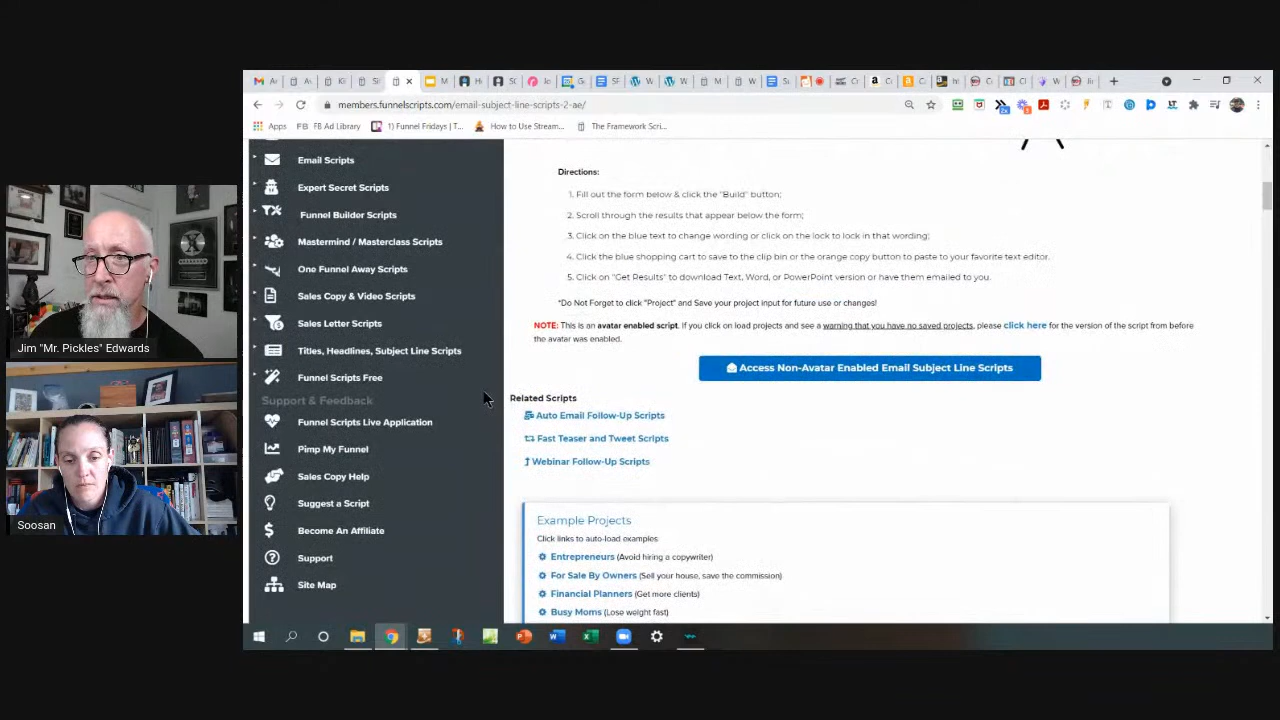 members.funnelscripts.com/email-subject-line-scripts-2-ae/
Apps
FB Ad Library
1) Funnel Fridays | T...
How to Use Stream...
The Framework Scri...
Email Scripts
Expert Secret Scripts
Funnel Builder Scripts
Mastermind / Masterclass Scripts
One Funnel Away Scripts
Sales Copy & Video Scripts
Sales Letter Scripts
Titles, Headlines, Subject Line Scripts
Funnel Scripts Free
Support & Feedback
Funnel Scripts Live Application
Pimp My Funnel
Sales Copy Help
Suggest a Script
Become An Affiliate
Support
Site Map
Directions:
1. Fill out the form below & click the "Build" button;
2. Scroll through the results that appear below the form;
3. Click on the blue text to change wording or click on the lock to lock in that wording;
4. Click the blue shopping cart to save to the clip bin or the orange copy button to paste to your favorite text editor.
5. Click on "Get Results" to download Text, Word, or PowerPoint version or have them emailed to you.
*Do Not Forget to click "Project" and Save your project input for future use or changes!
NOTE: This is an avatar enabled script. If you click on load projects and see a warning that you have no saved projects, please click here for the version of the script from before
the avatar was enabled.
Access Non-Avatar Enabled Email Subject Line Scripts
Related Scripts
Auto Email Follow-Up Scripts
Fast Teaser and Tweet Scripts
Webinar Follow-Up Scripts
Example Projects
Click links to auto-load examples
Entrepreneurs (Avoid hiring a copywriter)
For Sale By Owners (Sell your house, save the commission)
Financial Planners (Get more clients)
Busy Moms (Lose weight fast)
Jim "Mr. Pickles" Edwards
Soosan